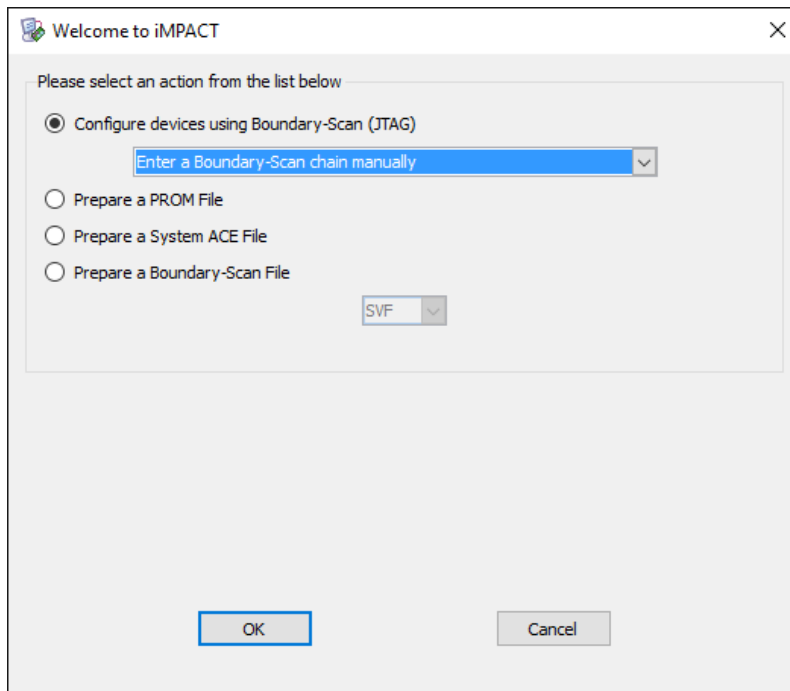 Welcome to iMPACT
Please select an action from the list below
Configure devices using Boundary-Scan (JTAG)
Enter a Boundary-Scan chain manually
Prepare a PROM File
Prepare a System ACE File
Prepare a Boundary-Scan File
SVF
OK
Cancel